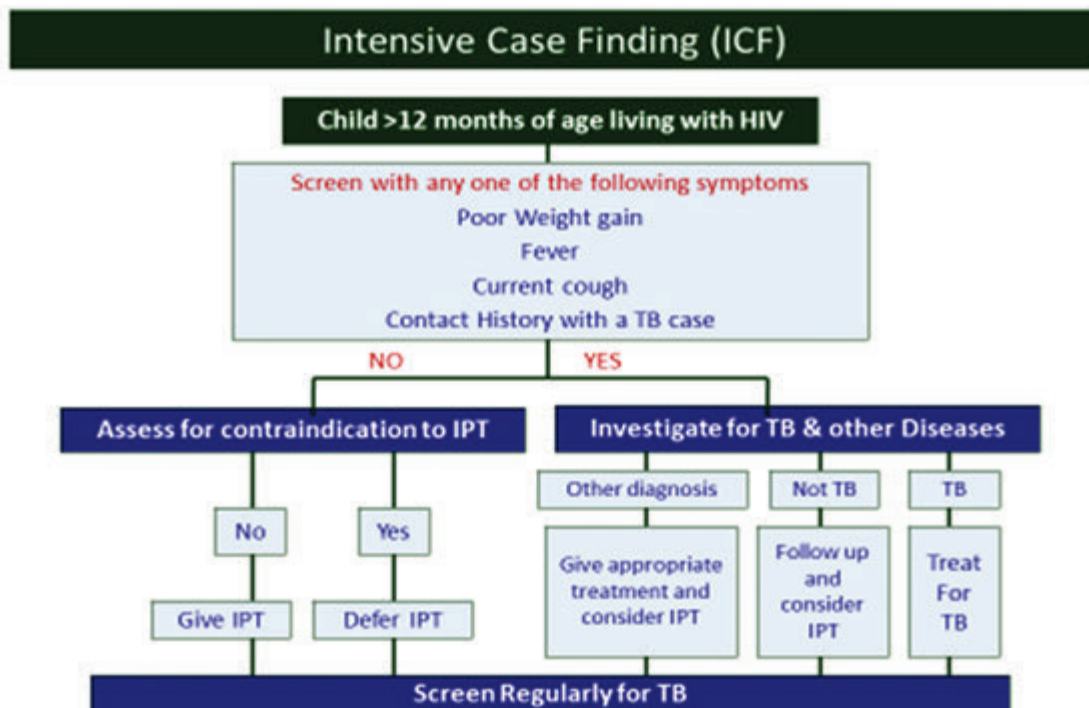 Intensive Case Finding (ICF)
Child >12 months of age living with HIV
Screen with any one of the following symptoms
Poor Weight gain
Fever
Current cough
Contact History with a TB case
NO
YES
Assess for contraindication to IPT
No
Yes
Give IPT
Defer IPT
Investigate for TB & other Diseases
Other diagnosis
Not TB
TB
Give appropriate
treatment and
consider IPT
Follow up
and
consider
IPT
Treat
For
TB
Screen Regularly for TB